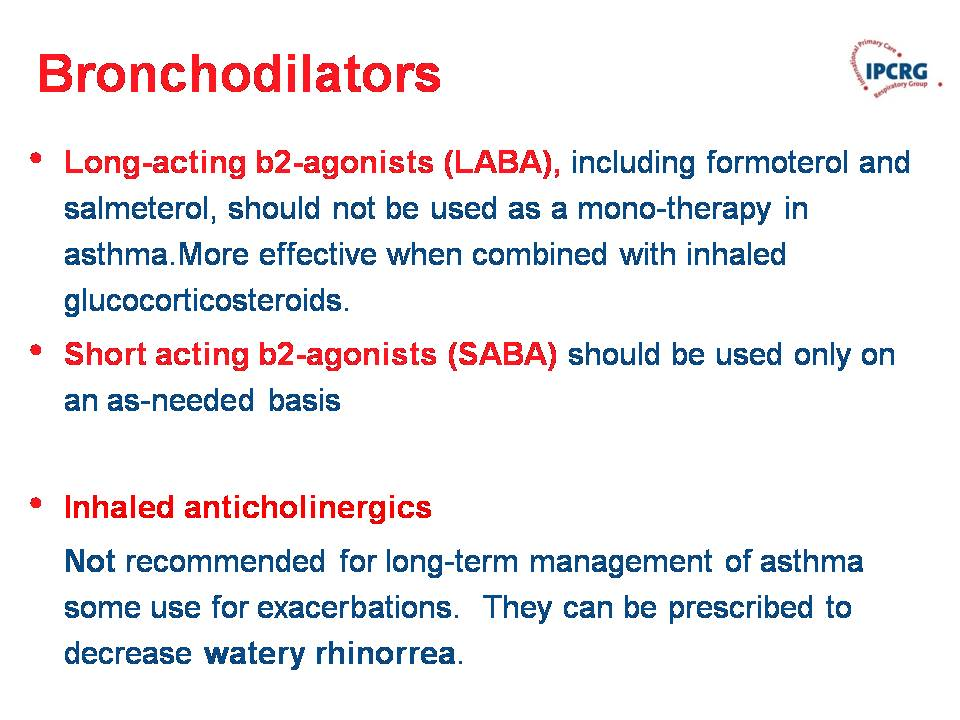 Bronchodilators
International Primary Care
IPCRG
Respiratory Group
• Long-acting b2-agonists (LABA), including formoterol and
salmeterol, should not be used as a mono-therapy in
asthma.More effective when combined with inhaled
glucocorticosteroids.
• Short acting b2-agonists (SABA) should be used only on
an as-needed basis
• Inhaled anticholinergics
Not recommended for long-term management of asthma
some use for exacerbations. They can be prescribed to
decrease watery rhinorrea.